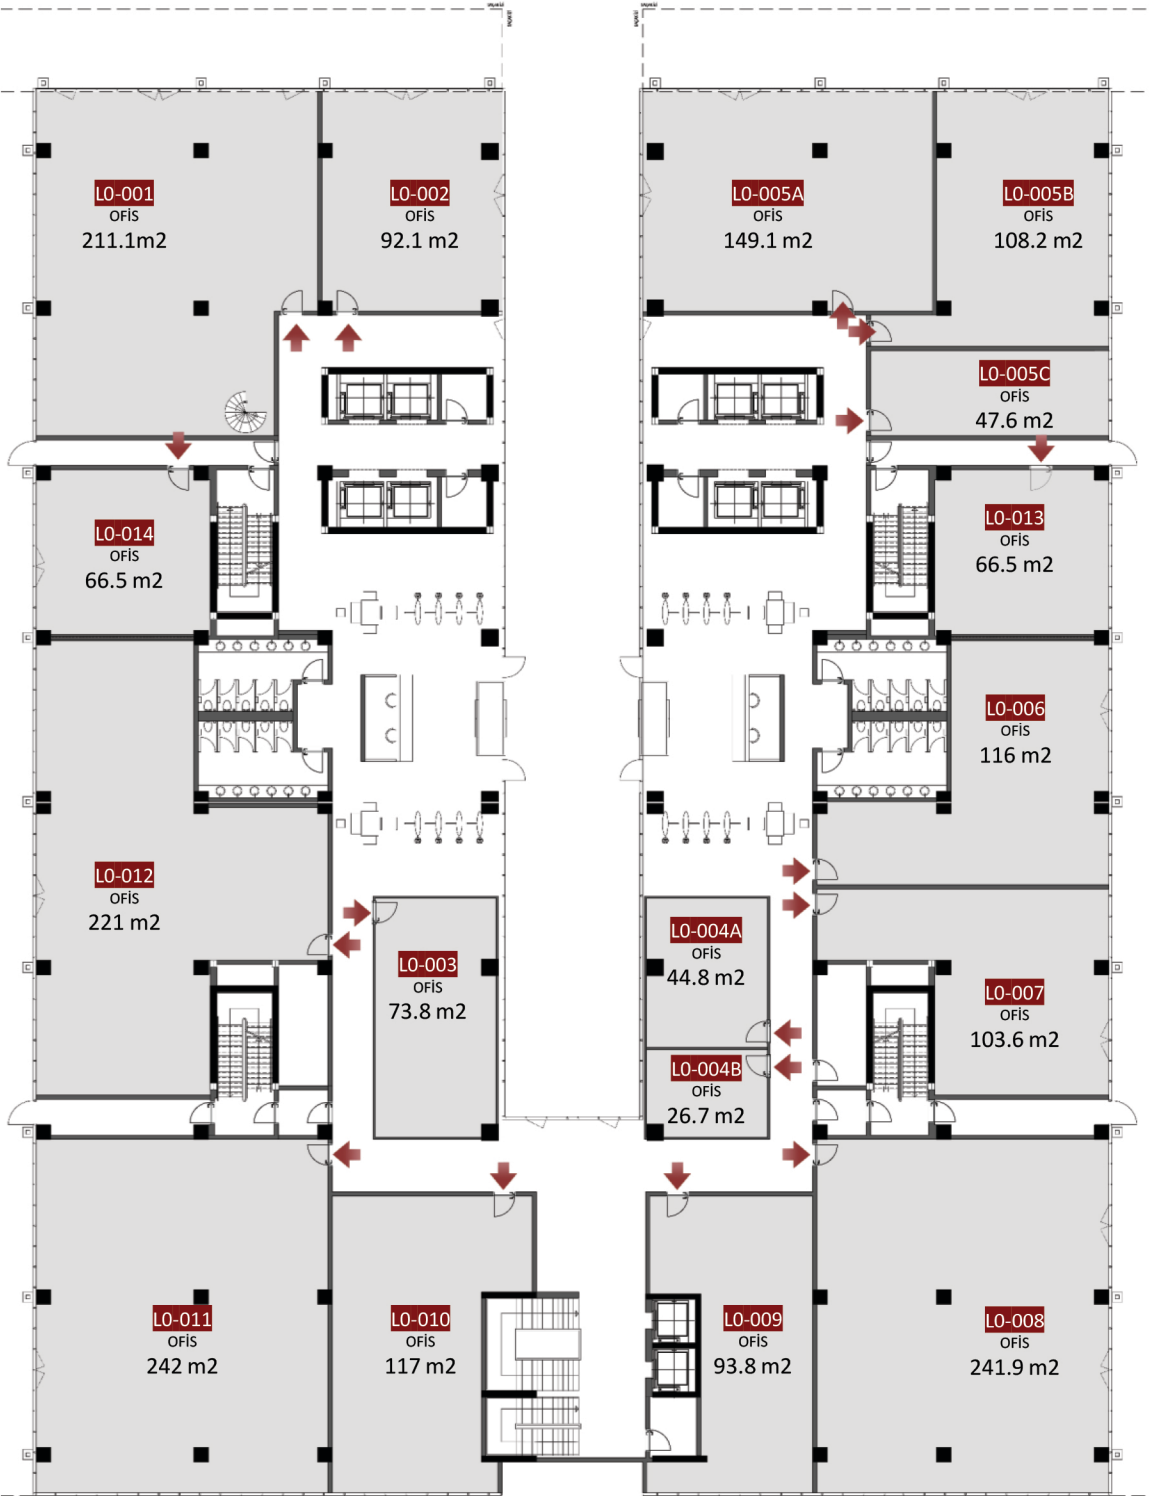 L0-001
OFİS
211.1m2
L0-002
OFİS
92.1 m2
L0-005A
OFİS
149.1 m2
L0-005B
OFİS
108.2 m2
L0-005C
OFİS
47.6 m2
L0-014
OFİS
66.5 m2
L0-013
OFİS
66.5 m2
L0-006
OFİS
116 m2
L0-012
OFİS
221 m2
L0-003
OFİS
73.8 m2
L0-004A
OFİS
44.8 m2
L0-007
OFİS
103.6 m2
L0-004B
OFİS
26.7 m2
L0-011
OFİS
242 m2
L0-010
OFİS
117 m2
L0-009
OFİS
93.8 m2
L0-008
OFİS
241.9 m2